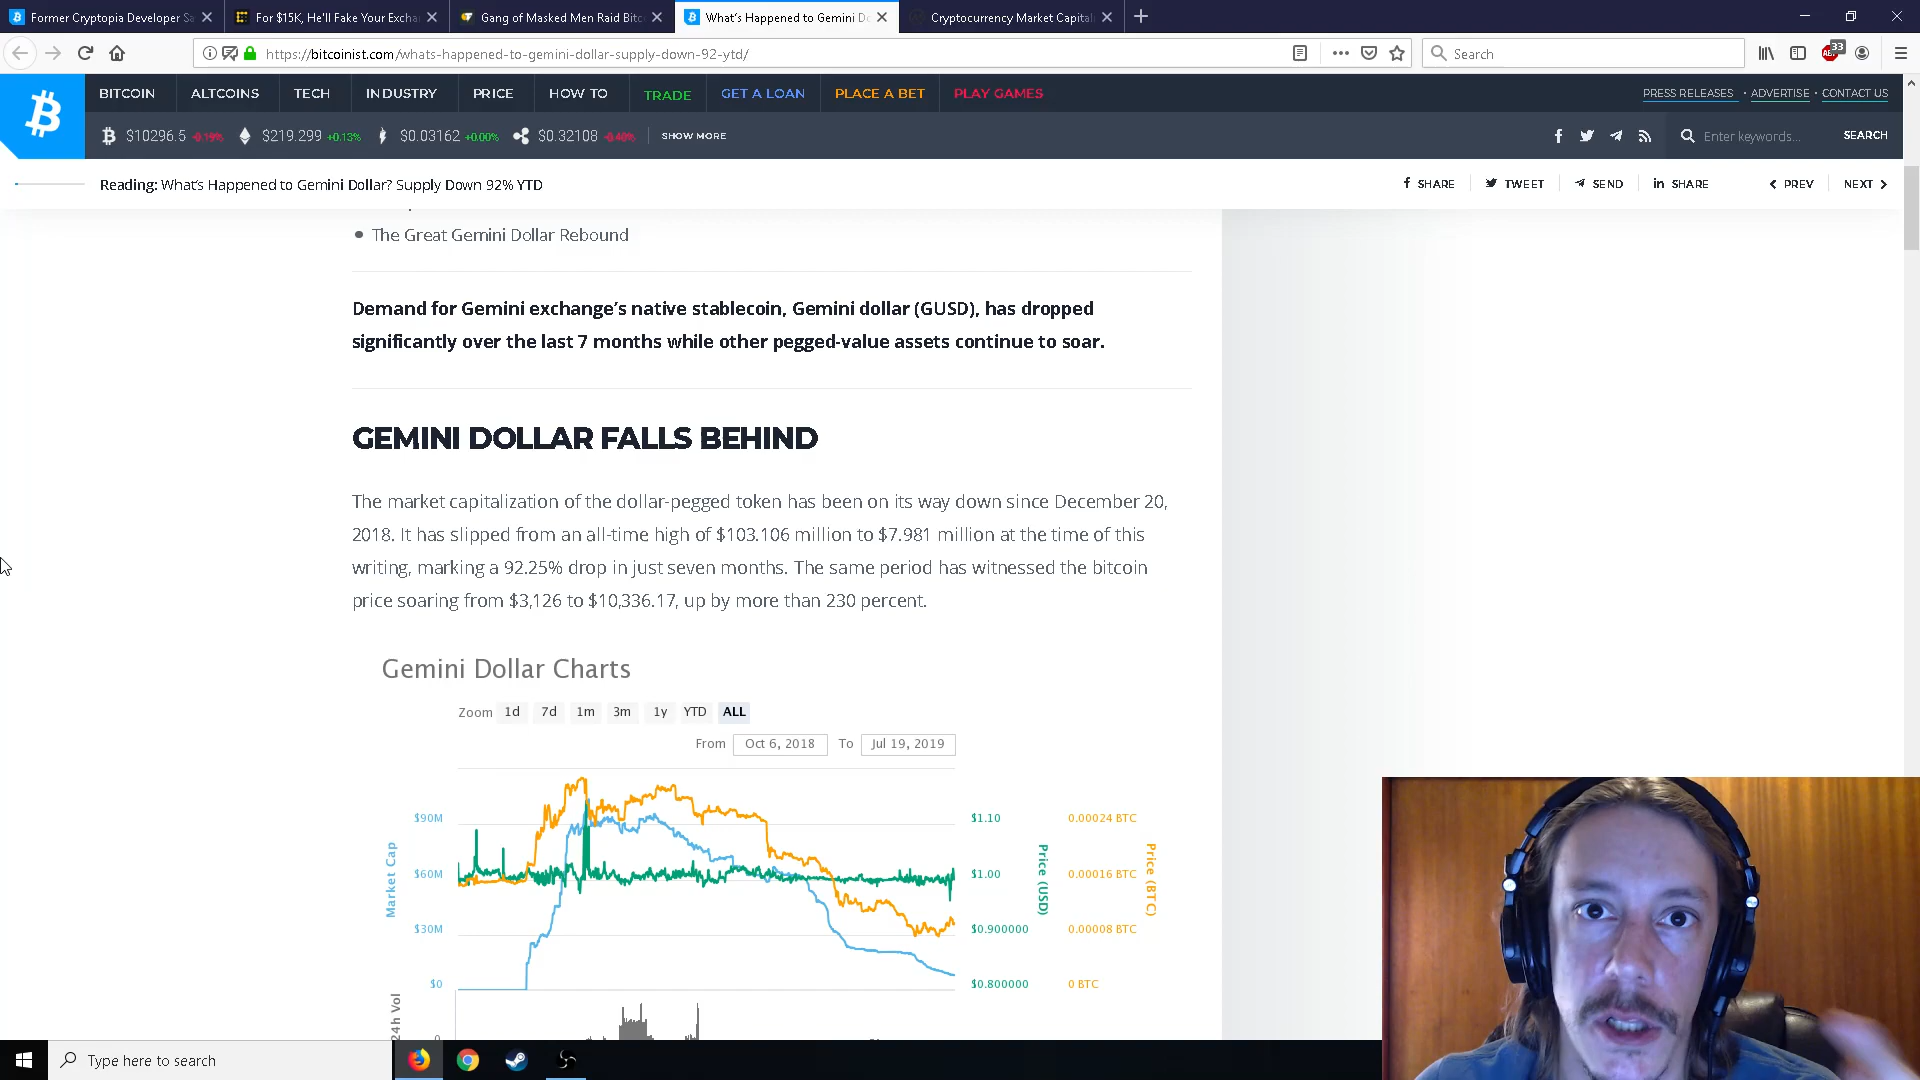 Former Cryptopia Developer Sa
For $15K, He'll Fake Your Excha
Gang of Masked Men Raid Bitc
What's Happened to Gemini D
Cryptocurrency Market Capital
https://bitcoinist.com/whats-happened-to-gemini-dollar-supply-down-92-ytd/
Search
33
BITCOIN ALTCOINS TECH INDUSTRY PRICE HOW TO TRADE GET A LOAN PLACE A BET PLAY GAMES
PRESS RELEASES • ADVERTISE • CONTACT US
$10296.5 -0.19% $219.299 +0.13% $0.03162 +0.00% $0.32108 -0.40% SHOW MORE
Enter keywords... SEARCH
Reading: What's Happened to Gemini Dollar? Supply Down 92% YTD
SHARE TWEET SEND SHARE PREV NEXT
The Great Gemini Dollar Rebound
Demand for Gemini exchange's native stablecoin, Gemini dollar (GUSD), has dropped
significantly over the last 7 months while other pegged-value assets continue to soar.
GEMINI DOLLAR FALLS BEHIND
The market capitalization of the dollar-pegged token has been on its way down since December 20,
2018. It has slipped from an all-time high of $103.106 million to $7.981 million at the time of this
writing, marking a 92.25% drop in just seven months. The same period has witnessed the bitcoin
price soaring from $3,126 to $10,336.17, up by more than 230 percent.
Gemini Dollar Charts
Zoom 1d 7d 1m 3m 1y YTD ALL
From Oct 6, 2018 To Jul 19, 2019
$90M $1.10 0.00024 BTC
$60M $1.00 0.00016 BTC
$30M $0.900000 0.00008 BTC
$0 $0.800000 0 BTC
Market Cap
Price (USD)
Price (BTC)
24h Vol
0
Type here to search